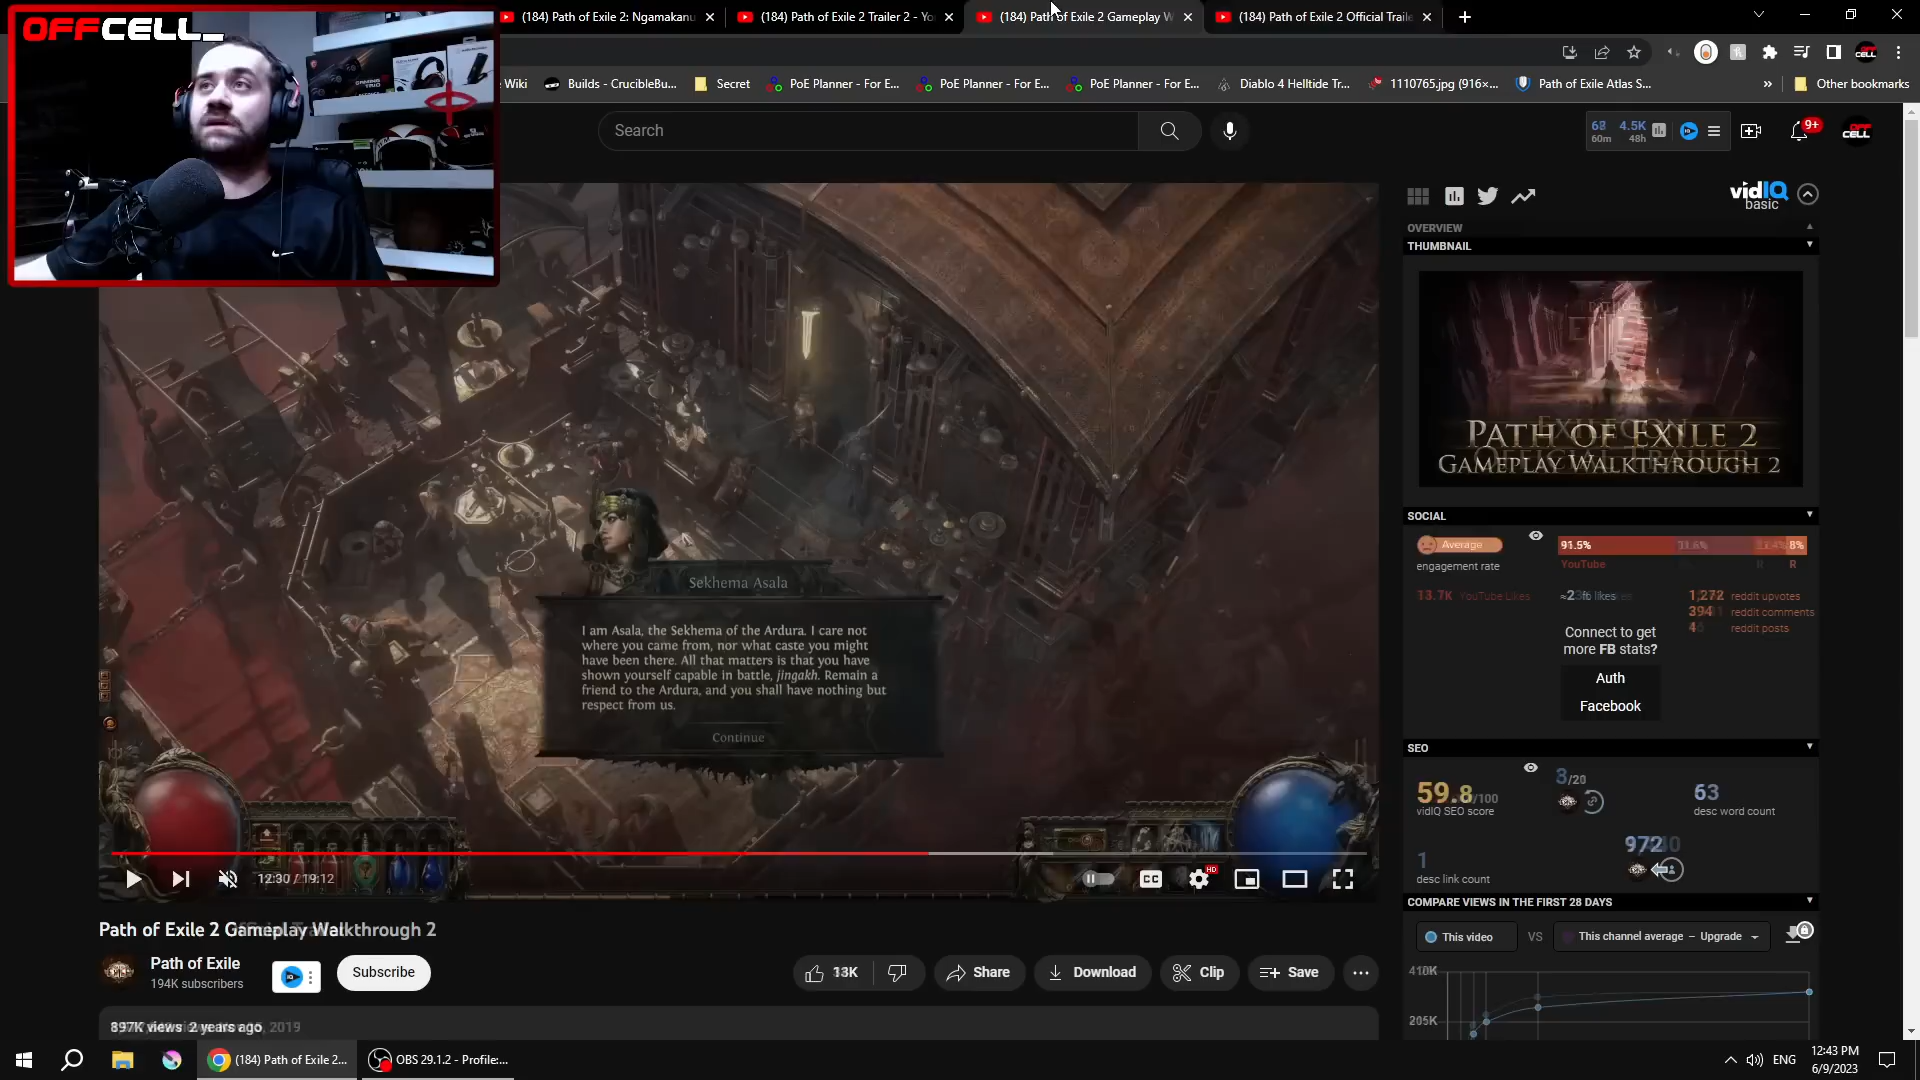 OFFCELL_
(184) Path of Exile 2: Ngamakanu
(184) Path of Exile 2 Trailer 2 - Yo
(184) Path of Exile 2 Gameplay W
(184) Path of Exile 2 Official Traile
e Wiki
Builds - CrucibleBu...
Secret
PoE Planner - For E...
PoE Planner - For E...
PoE Planner - For E...
Diablo 4 Helltide Tr...
1110765.jpg (916×...
Path of Exile Atlas S...
»
Other bookmarks
Search
4.5K
60m
48h
9+
OFF
CELL
vidIQ
basic
OVERVIEW
THUMBNAIL
PATH OF EXILE 2
GAMEPLAY WALKTHROUGH 2
Sekhema Asala
I am Asala, the Sekhema of the Ardura. I care not
where you came from, nor what caste you might
have been there. All that matters is that you have
shown yourself capable in battle, jingakh. Remain a
friend to the Ardura, and you shall have nothing but
respect from us.
Continue
SOCIAL
Average
engagement rate
91.5%
8%
YouTube
R
R
13.7K YouTube Likes
1,272 reddit upvotes
394 reddit comments
reddit posts
Connect to get
more FB stats?
Auth
Facebook
SEO
59.8
/100
vidIQ SEO score
3/20
63
desc word count
1
desc link count
972
COMPARE VIEWS IN THE FIRST 28 DAYS
This video
VS
This channel average – Upgrade
410K
205K
12:30 / 19:12
CC
HD
Path of Exile 2 Gameplay Walkthrough 2
Path of Exile
194K subscribers
Subscribe
13K
Share
Download
Clip
Save
897K views 2 years ago
(184) Path of Exile 2...
OBS 29.1.2 - Profile:...
ENG
12:43 PM
6/9/2023